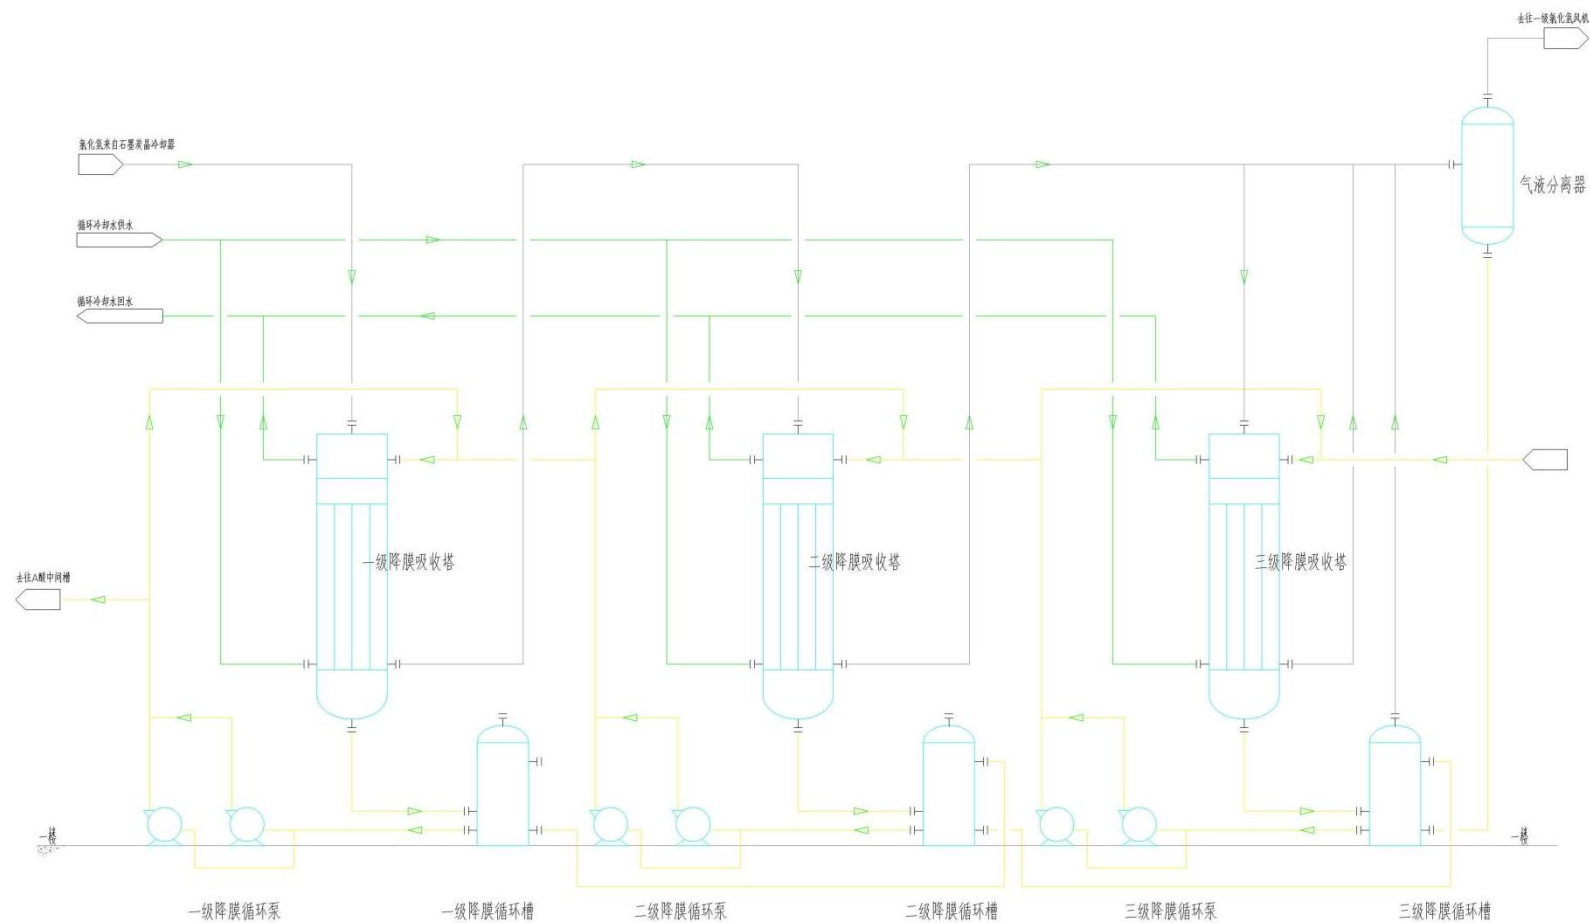 去往一级氯化氢风机
氯化氢来自石墨炭晶冷却器
气液分离器
循环冷却水供水
循环冷却水回水
一级降膜吸收塔
二级降膜吸收塔
三级降膜吸收塔
去往A酸中间槽
一楼
一楼
一级降膜循环泵
一级降膜循环槽
二级降膜循环泵
二级降膜循环槽
三级降膜循环泵
三级降膜循环槽